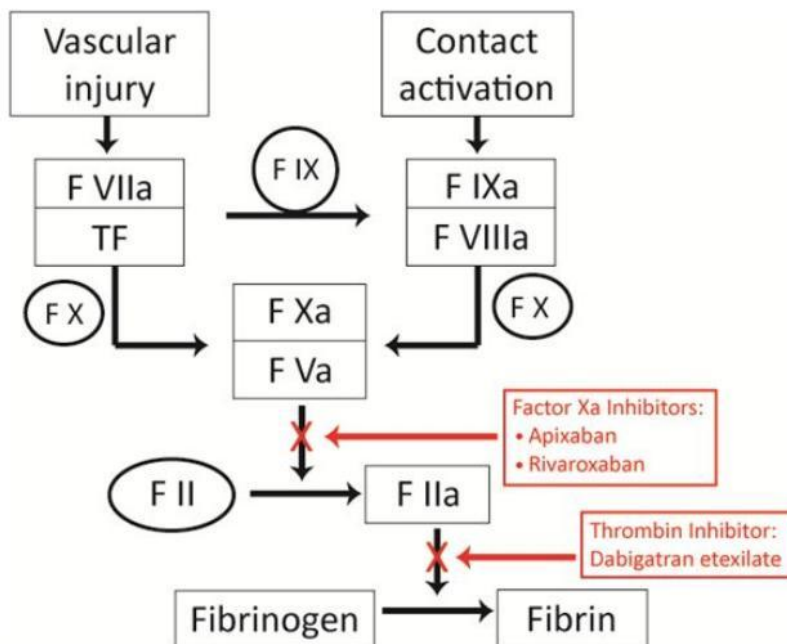 Vascular
injury
Contact
activation
F IX
F VIIa
TF
F IXa
F VIIIa
F X
F Xa
F Va
F X
Factor Xa Inhibitors:
• Apixaban
• Rivaroxaban
F II
F IIa
Thrombin Inhibitor:
Dabigatran etexilate
Fibrinogen
Fibrin